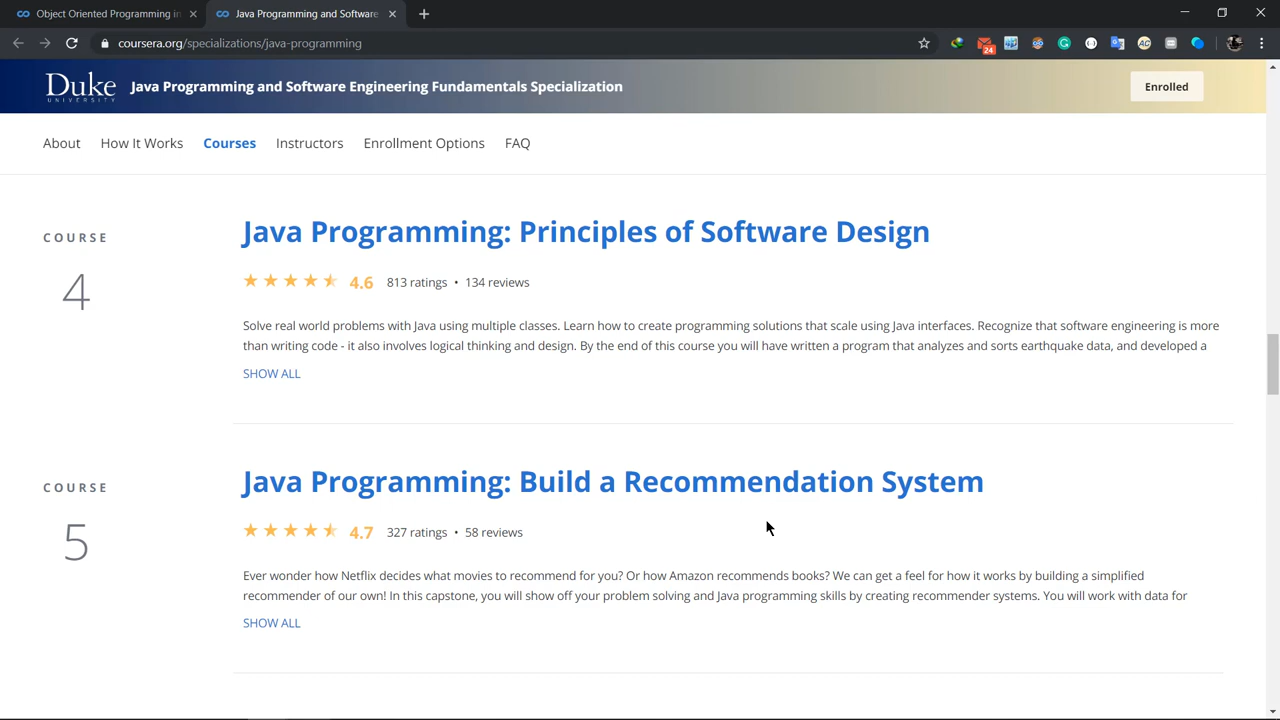 Object Oriented Programming in
Java Programming and Software
coursera.org/specializations/java-programming
24
Duke
UNIVERSITY
Java Programming and Software Engineering Fundamentals Specialization
Enrolled
About
How It Works
Courses
Instructors
Enrollment Options
FAQ
COURSE
4
Java Programming: Principles of Software Design
4.6 813 ratings • 134 reviews
Solve real world problems with Java using multiple classes. Learn how to create programming solutions that scale using Java interfaces. Recognize that software engineering is more
than writing code - it also involves logical thinking and design. By the end of this course you will have written a program that analyzes and sorts earthquake data, and developed a
SHOW ALL
COURSE
5
Java Programming: Build a Recommendation System
4.7 327 ratings • 58 reviews
Ever wonder how Netflix decides what movies to recommend for you? Or how Amazon recommends books? We can get a feel for how it works by building a simplified
recommender of our own! In this capstone, you will show off your problem solving and Java programming skills by creating recommender systems. You will work with data for
SHOW ALL